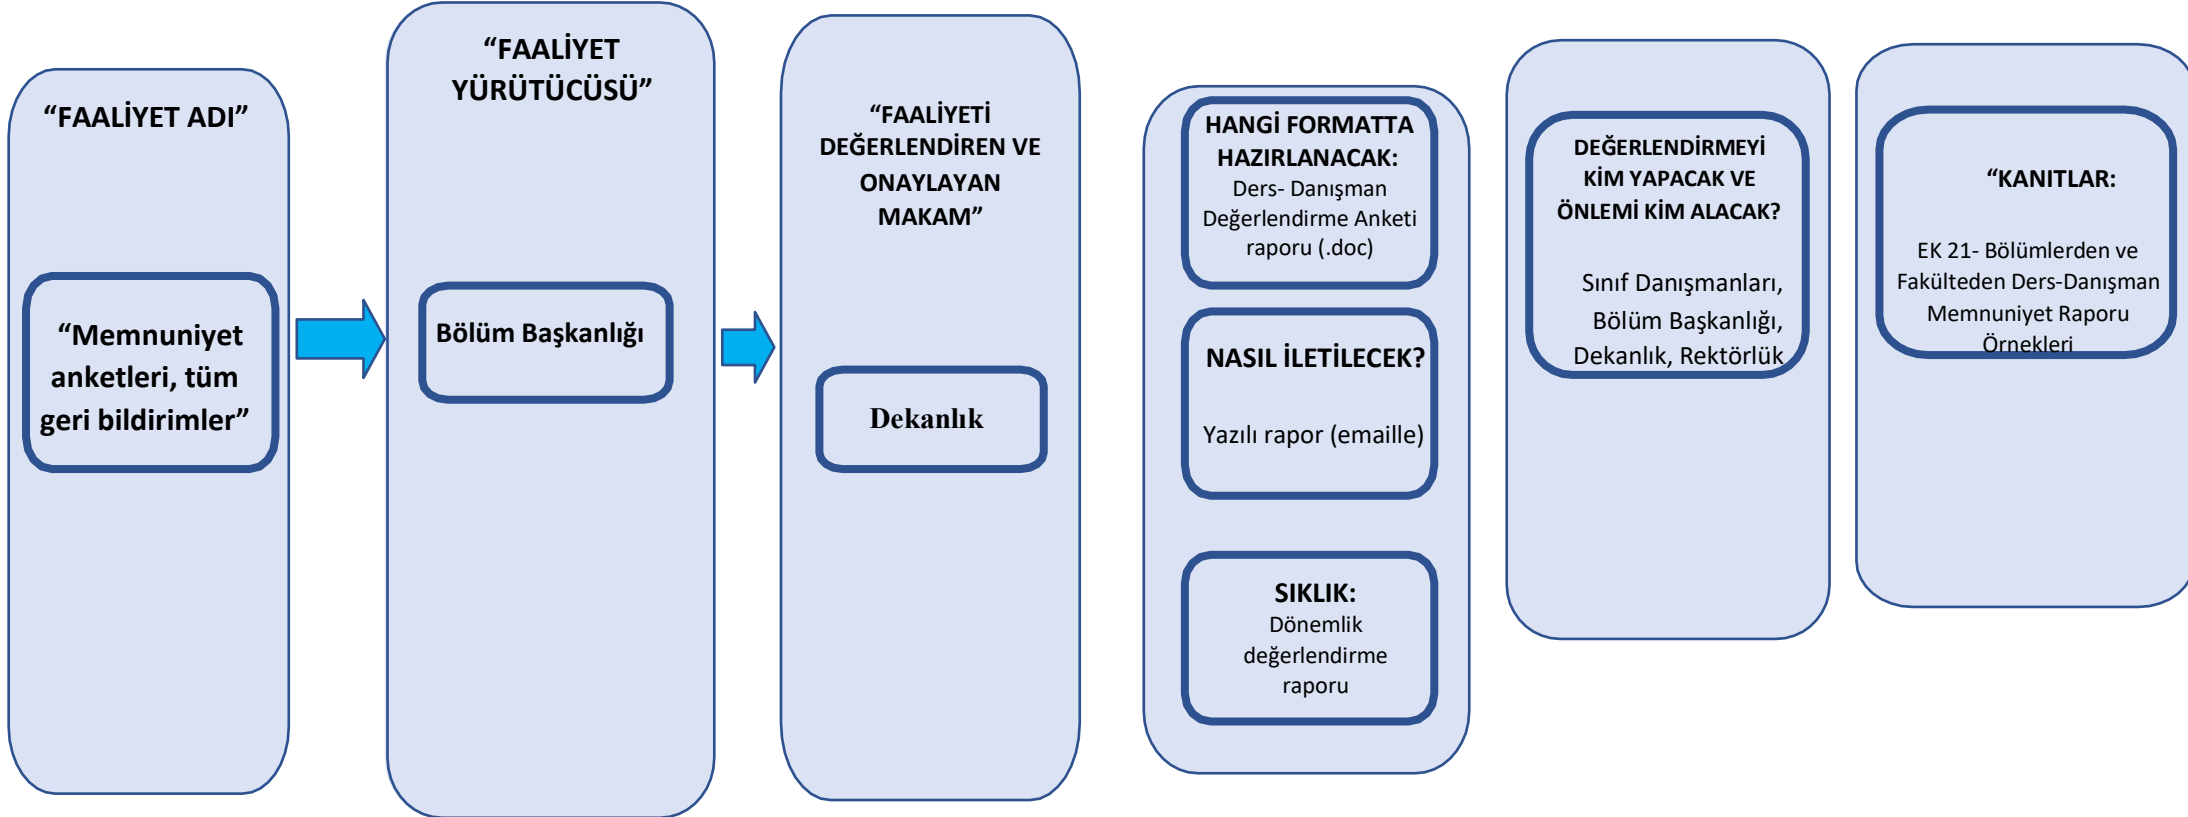 “FAALİYET ADI”
“Memnuniyet
anketleri, tüm
geri bildirimler”
“FAALİYET
YÜRÜTÜCÜSÜ”
Bölüm Başkanlığı
“FAALİYETİ
DEĞERLENDİREN VE
ONAYLAYAN
MAKAM”
Dekanlık
HANGİ FORMATTA
HAZIRLANACAK:
Ders- Danışman
Değerlendirme Anketi
raporu (.doc)
NASIL İLETİLECEK?
Yazılı rapor (emaille)
SIKLIK:
Dönemlik
değerlendirme
raporu
DEĞERLENDİRMEYİ
KİM YAPACAK VE
ÖNLEMİ KİM ALACAK?
Sınıf Danışmanları,
Bölüm Başkanlığı,
Dekanlık, Rektörlük
“KANITLAR:
EK 21- Bölümlerden ve
Fakülteden Ders-Danışman
Memnuniyet Raporu
Örnekleri